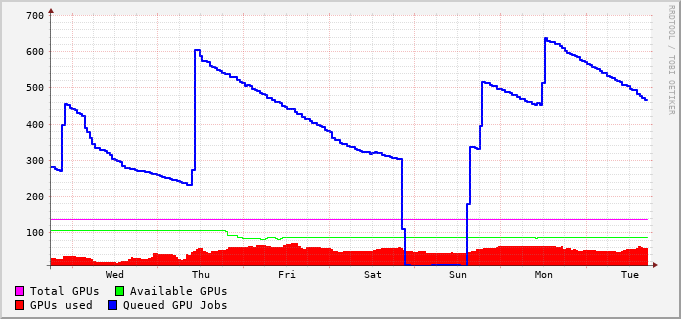 700
600
500
400
300
200
100
Wed Thu Fri Sat Sun Mon Tue
Total GPUs Available GPUs
GPUs used Queued GPU Jobs
RRDTOOL / TOBI OETIKER